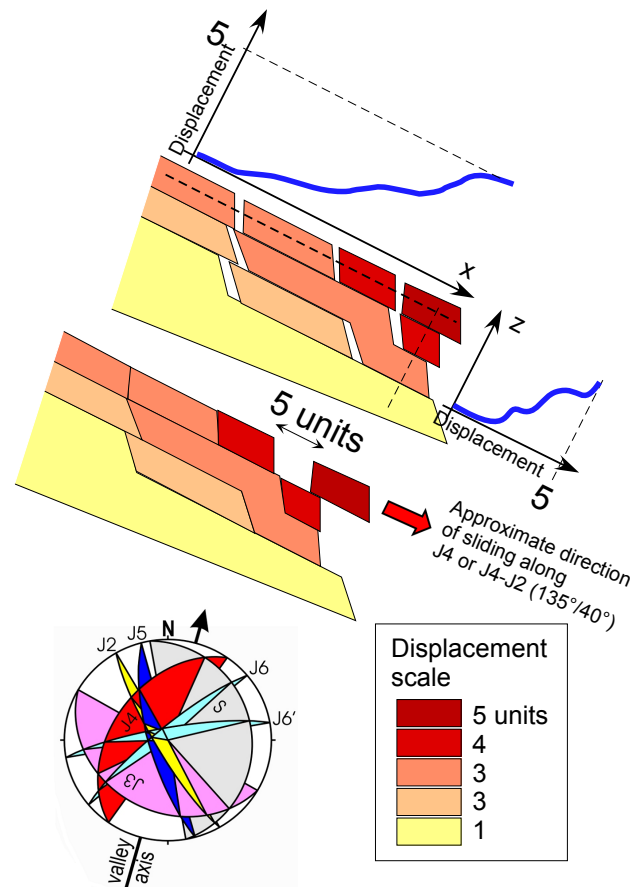 5
Displacement
x
z
Displacement
5
5 units
Approximate direction
of sliding along
J4 or J4-J2 (135°/40°)
N
J5
J2
J6
S
J4
J6'
J3
valley
axis
Displacement
scale
5 units
4
3
3
1